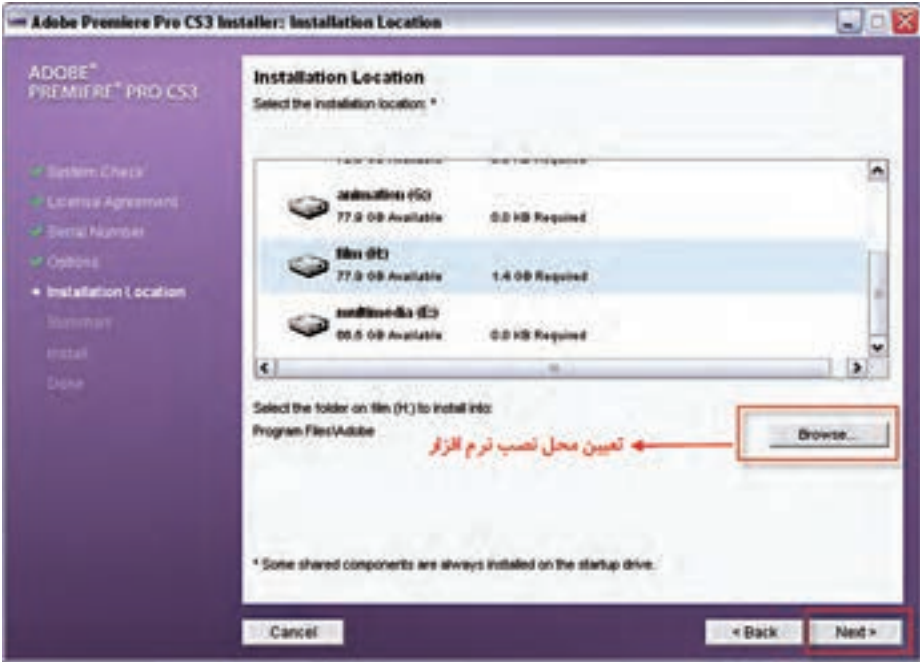 Adobe Premiere Pro CS3 Installer: Installation Location
ADOBE®
PREMIERE® PRO CS3
System Check
License Agreement
Serial Number
Options
Installation Location
Summary
Install
Done
Installation Location
Select the installation location: *
animation (G:)
77.9 GB Available 0.0 KB Required
film (H:)
77.9 GB Available 1.4 GB Required
multimedia (E:)
0.0 KB Required
Select the folder on film (H:) to install into:
Program Files\Adobe
Browse...
تعیین محل نصب نرم افزار
* Some shared components are always installed on the startup drive.
Cancel
< Back
Next >